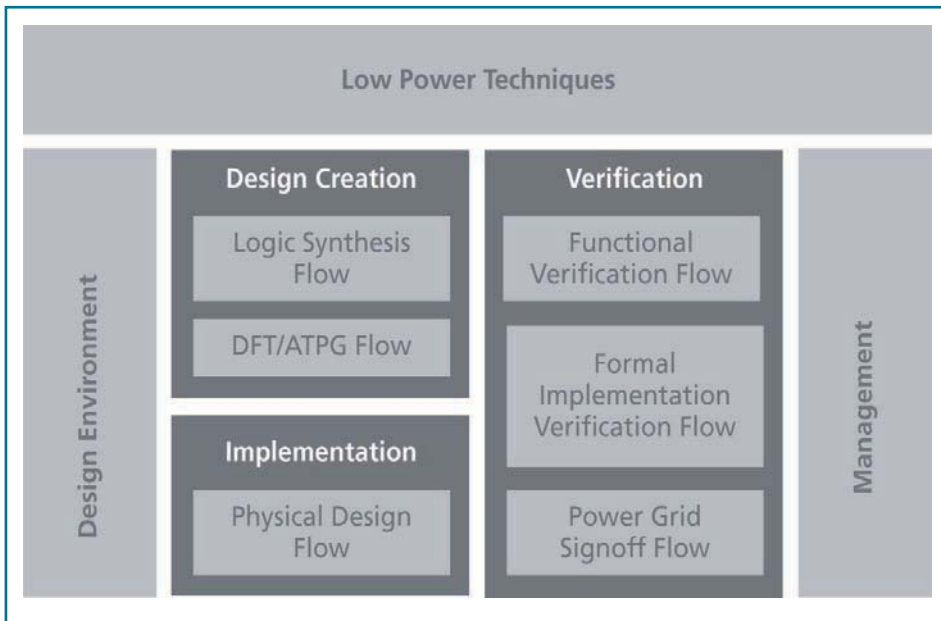 Low Power Techniques
Design Environment
Design Creation
Logic Synthesis
Flow
DFT/ATPG Flow
Implementation
Physical Design
Flow
Verification
Functional
Verification Flow
Formal
Implementation
Verification Flow
Power Grid
Signoff Flow
Management